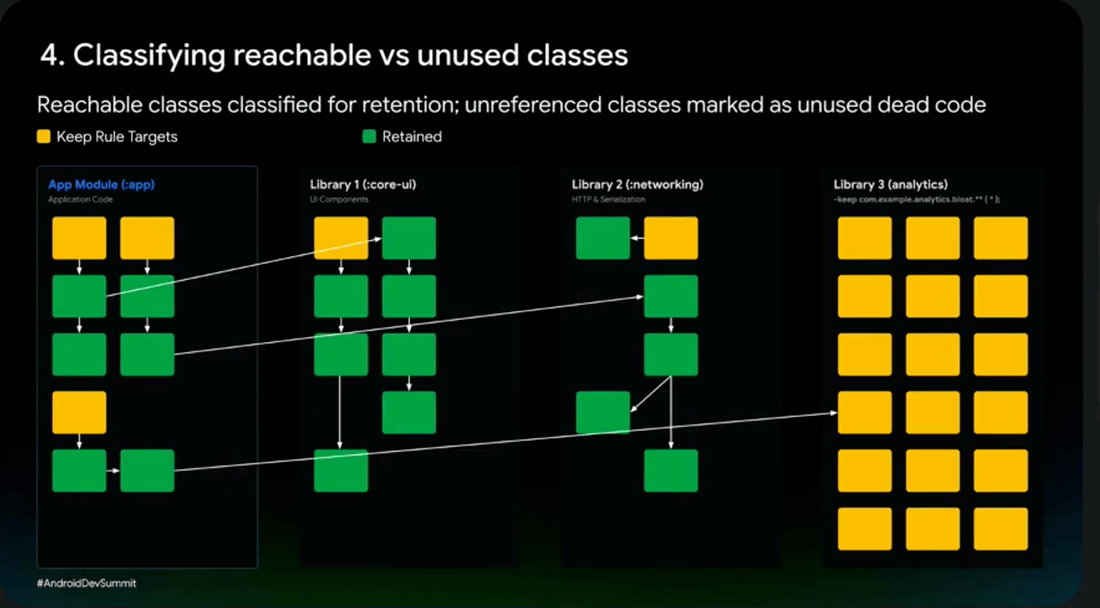 4. Classifying reachable vs unused classes
Reachable classes classified for retention; unreferenced classes marked as unused dead code
Keep Rule Targets
Retained
App Module (:app)
Application Code
Library 1 (:core-ui)
UI Components
Library 2 (:networking)
HTTP & Serialization
Library 3 (analytics)
-keep com.example.analytics.bloat.** { *; };
#AndroidDevSummit